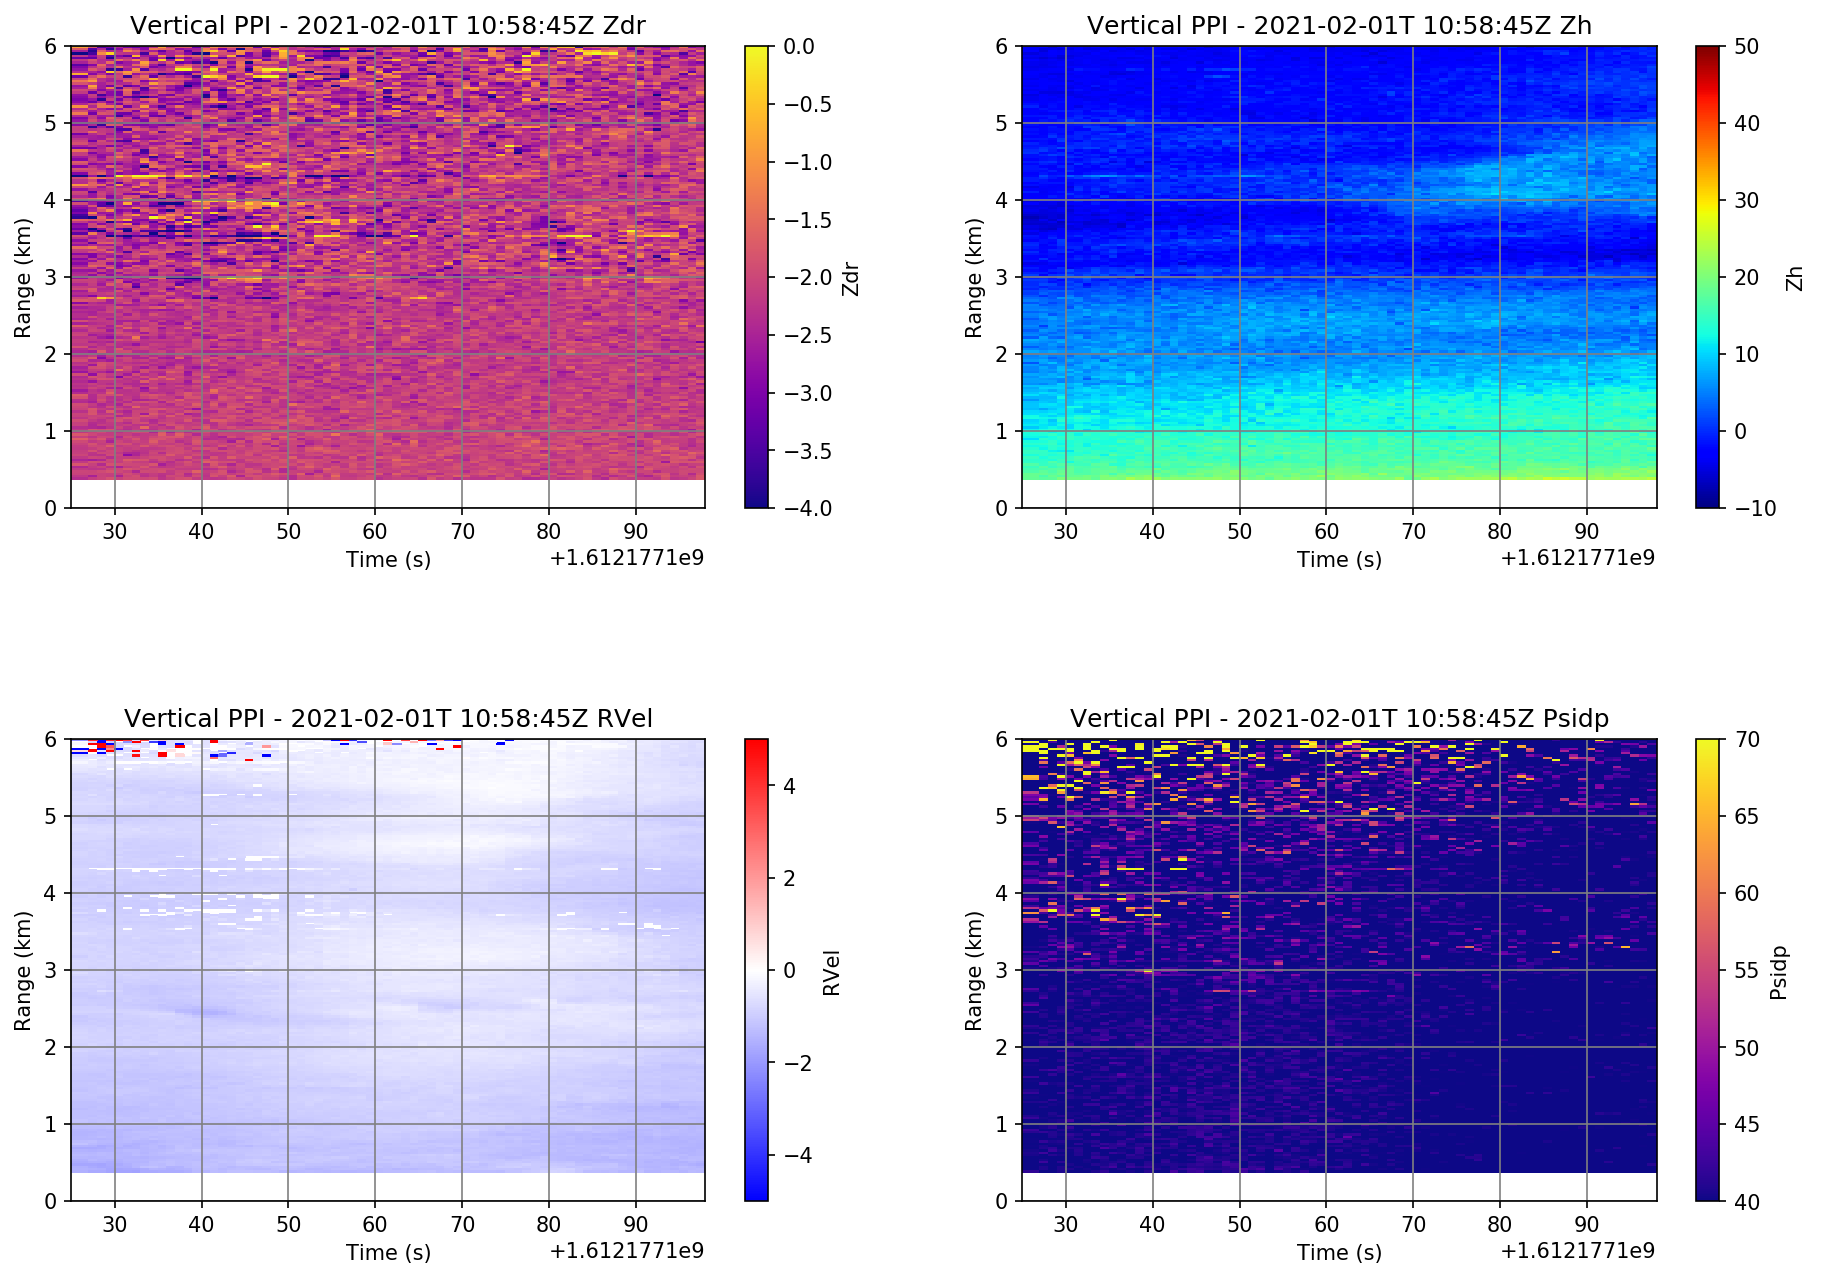 Vertical PPI - 2021-02-01T 10:58:45Z Zdr
6
5
4
3
2
1
0
Range (km)
30 40 50 60 70 80 90
Time (s)
+1.6121771e9
0.0
−0.5
−1.0
−1.5
−2.0
−2.5
−3.0
−3.5
−4.0
Zdr
Vertical PPI - 2021-02-01T 10:58:45Z Zh
6
5
4
3
2
1
0
Range (km)
30 40 50 60 70 80 90
Time (s)
+1.6121771e9
50
40
30
20
10
0
−10
Zh
Vertical PPI - 2021-02-01T 10:58:45Z RVel
6
5
4
3
2
1
0
Range (km)
30 40 50 60 70 80 90
Time (s)
+1.6121771e9
4
2
0
−2
−4
RVel
Vertical PPI - 2021-02-01T 10:58:45Z Psidp
6
5
4
3
2
1
0
Range (km)
30 40 50 60 70 80 90
Time (s)
+1.6121771e9
70
65
60
55
50
45
40
Psidp